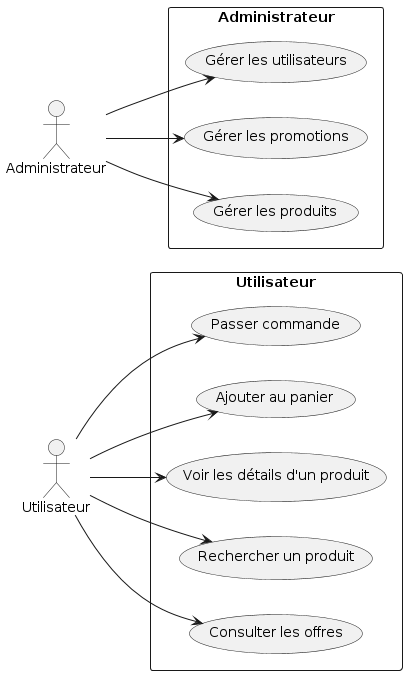 Administrateur
Gérer les utilisateurs
Gérer les promotions
Administrateur
Gérer les produits
Utilisateur
Passer commande
Ajouter au panier
Voir les détails d'un produit
Utilisateur
Rechercher un produit
Consulter les offres